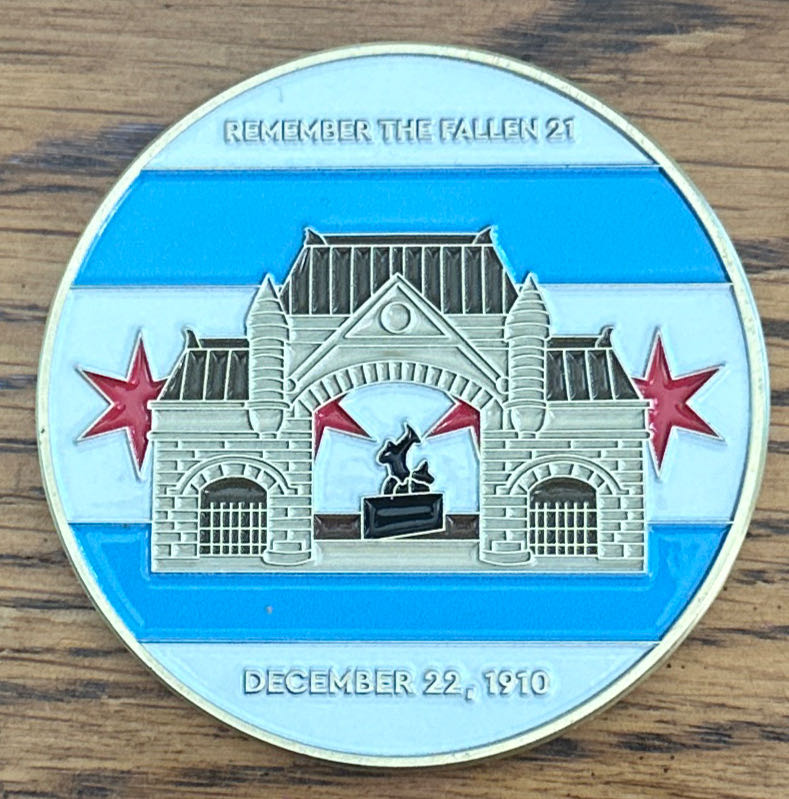 REMEMBER THE FALLEN 21
DECEMBER 22, 1910